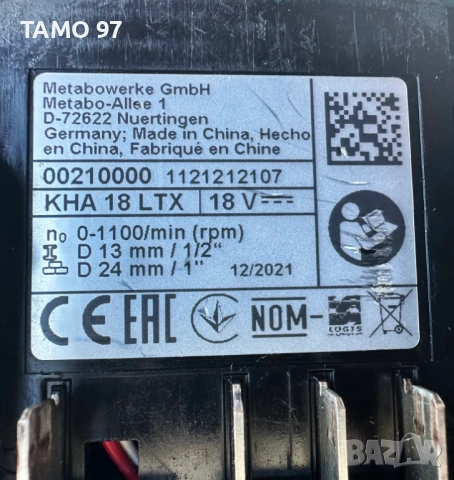 TAMO 97
Metabowerke GmbH
Metabo-Allee 1
D-72622 Nuertingen
Germany; Made in China, Hecho
en China, Fabriqué en Chine
00210000 1121212107
KHA 18 LTX 18 V
n₀ 0-1100/min (rpm)
D 13 mm / 1/2"
D 24 mm / 1" 12/2021
CE EAC NOM-
BAZAR